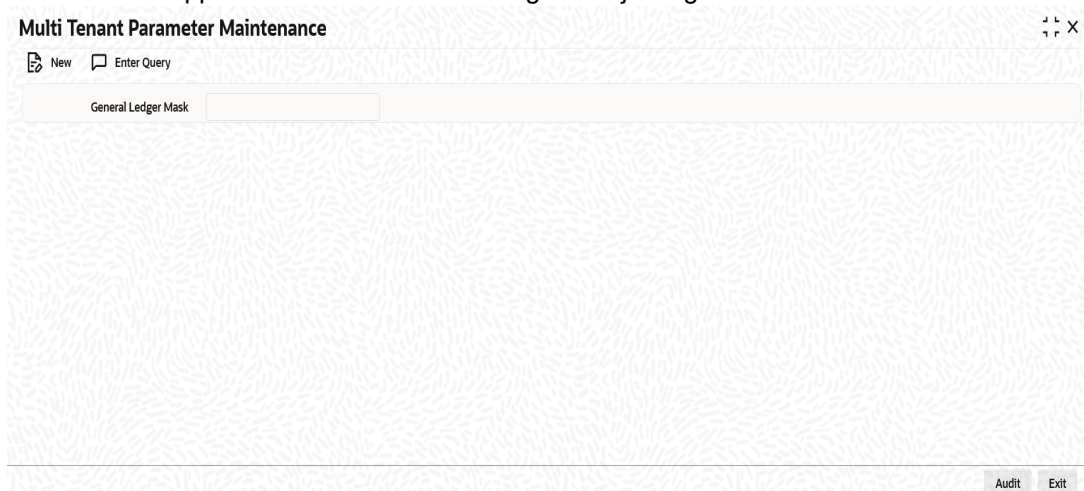 Multi Tenant Parameter Maintenance
New Enter Query
General Ledger Mask
Audit Exit